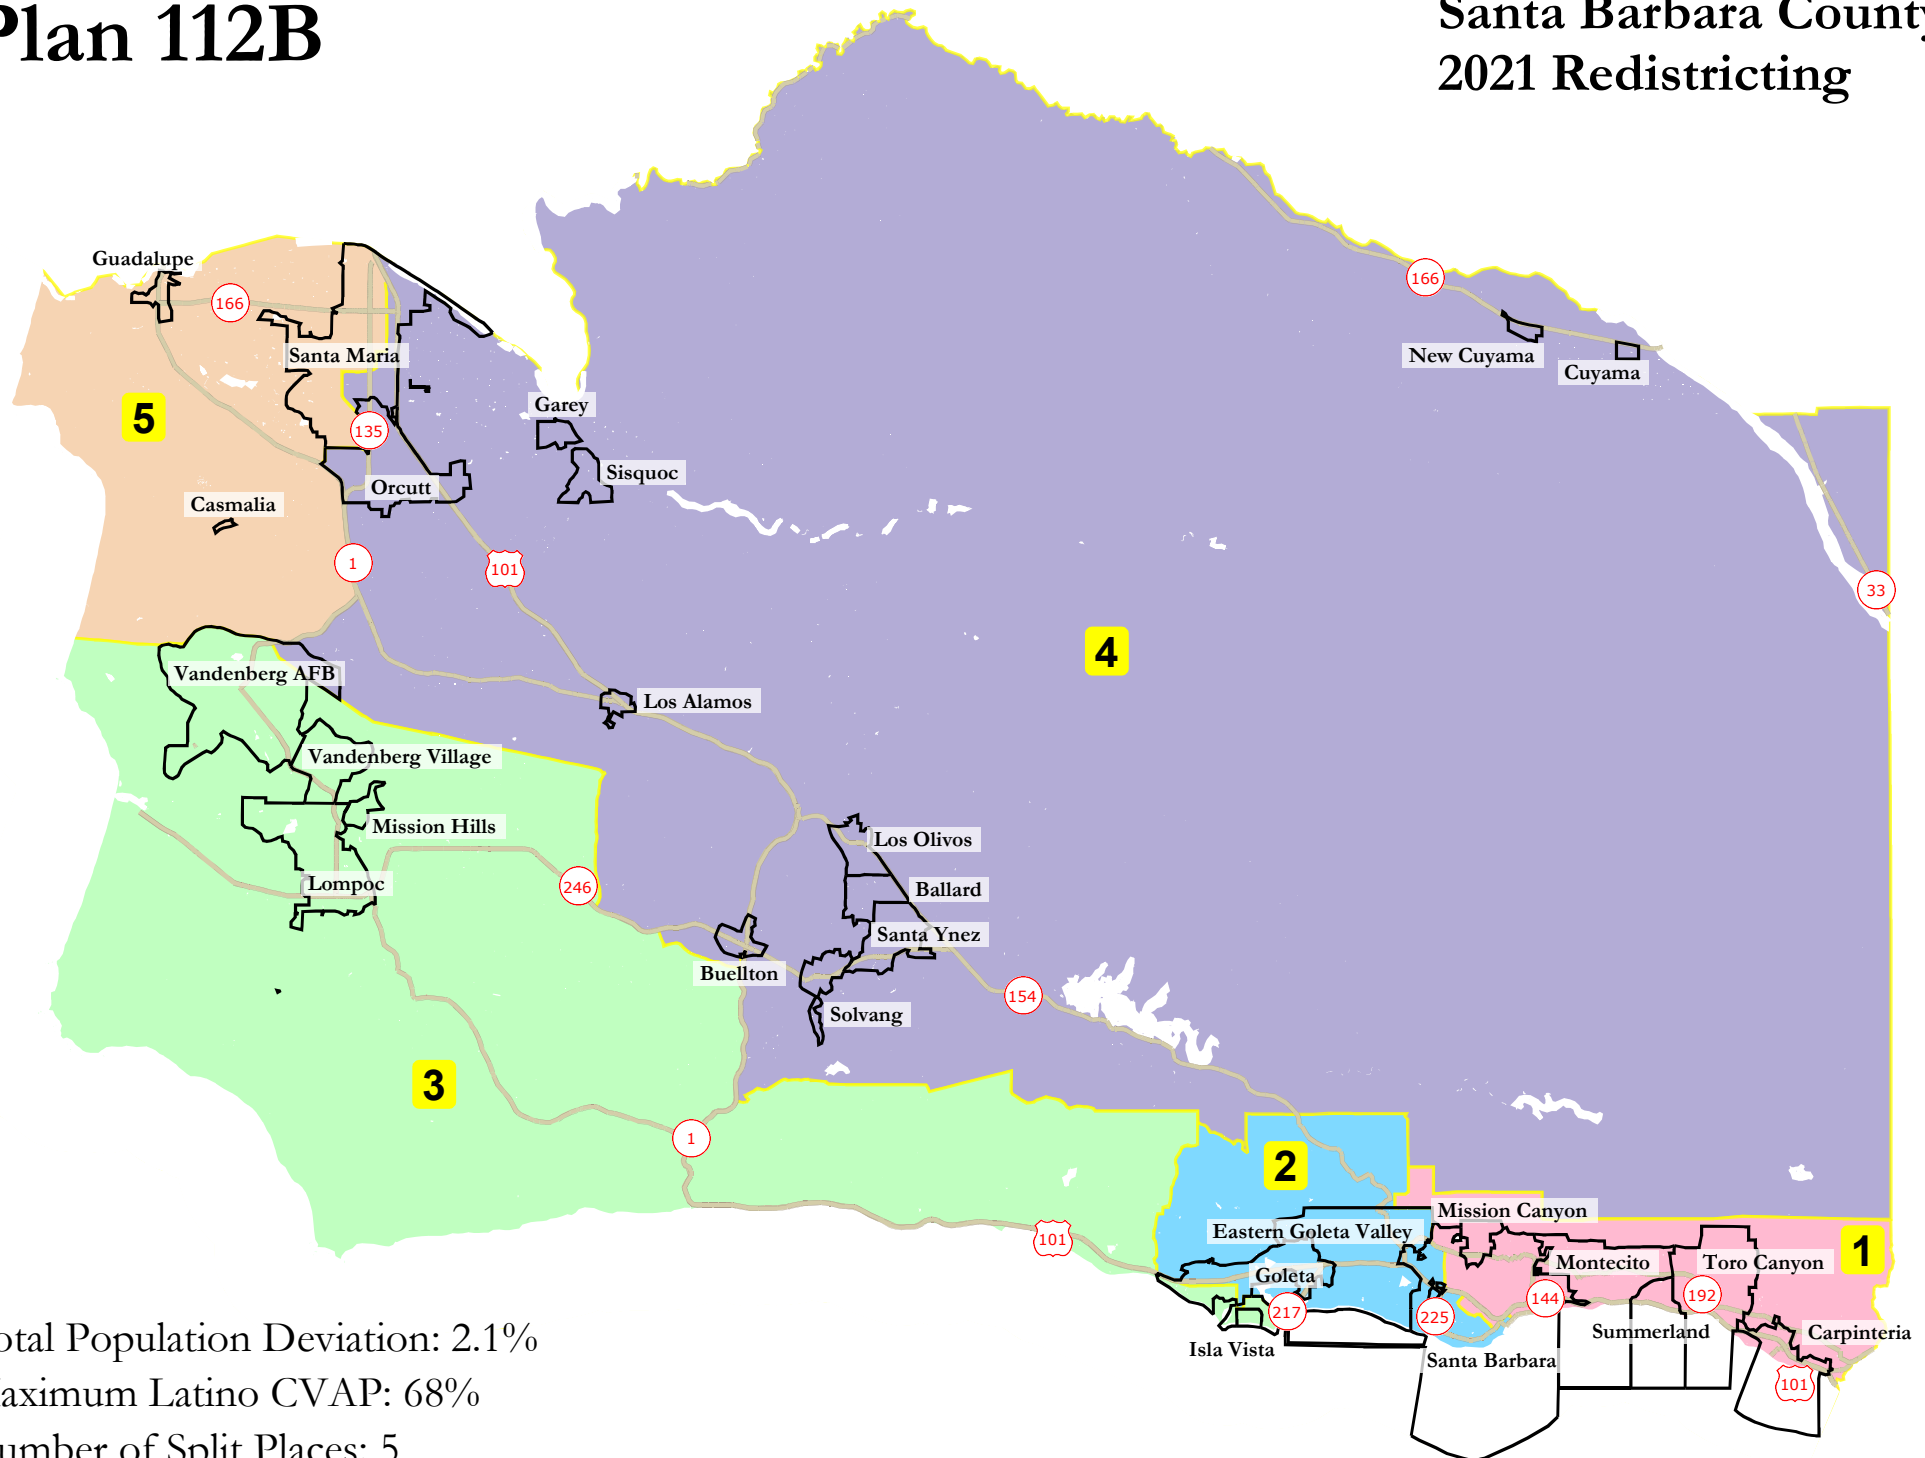 Plan 112B
Santa Barbara County
2021 Redistricting
Guadalupe
166
166
Santa Maria
New Cuyama
Cuyama
5
Garey
135
Sisquoc
Orcutt
Casmalia
1
101
33
4
Vandenberg AFB
Los Alamos
Vandenberg Village
Mission Hills
Los Olivos
Lompoc
246
Ballard
Santa Ynez
Buellton
154
Solvang
3
1
2
Mission Canyon
Eastern Goleta Valley
101
1
Montecito
Toro Canyon
Goleta
217
225
144
192
Summerland
Carpinteria
Isla Vista
Santa Barbara
101
otal Population Deviation: 2.1%
aximum Latino CVAP: 68%
umber of Split Places: 5